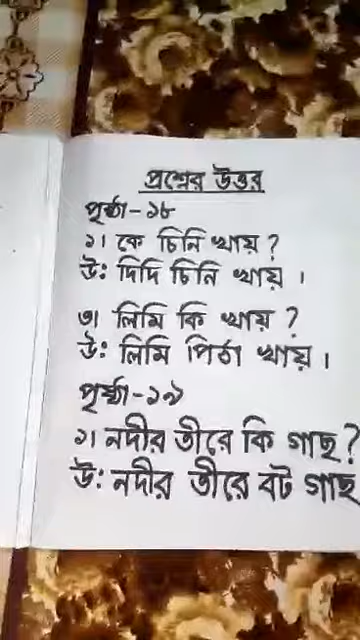 প্রশ্নের উত্তর
পৃষ্ঠা-১৮
১। কে চিনি খায় ?
উ: দিদি চিনি খায় ।
৩। লিমি কি খায় ?
উ: লিমি পিঠা খায় ।
পৃষ্ঠা-১৯
১। নদীর তীরে কি গাছ ?
উ: নদীর তীরে বট গাছ